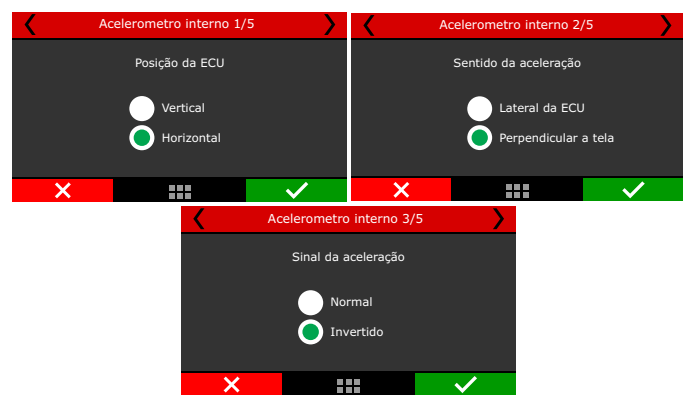 Acelerometro interno 1/5
Posição da ECU
Vertical
Horizontal
Acelerometro interno 2/5
Sentido da aceleração
Lateral da ECU
Perpendicular a tela
Acelerometro interno 3/5
Sinal da aceleração
Normal
Invertido